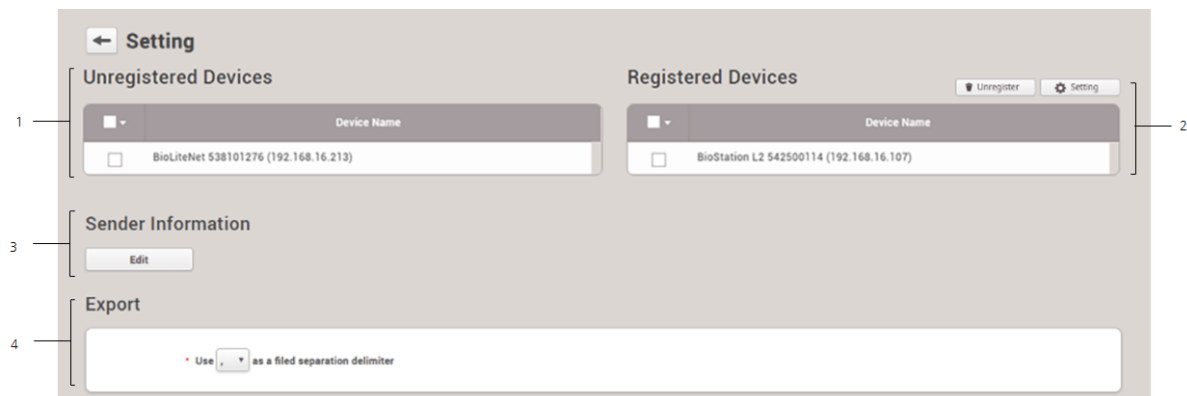 Setting
Unregistered Devices
Registered Devices
Unregister
Setting
1
Device Name
Device Name
2
BioLiteNet 538101276 (192.168.16.213)
BioStation L2 542500114 (192.168.16.107)
Sender Information
3
Edit
Export
4
* Use , as a filed separation delimiter